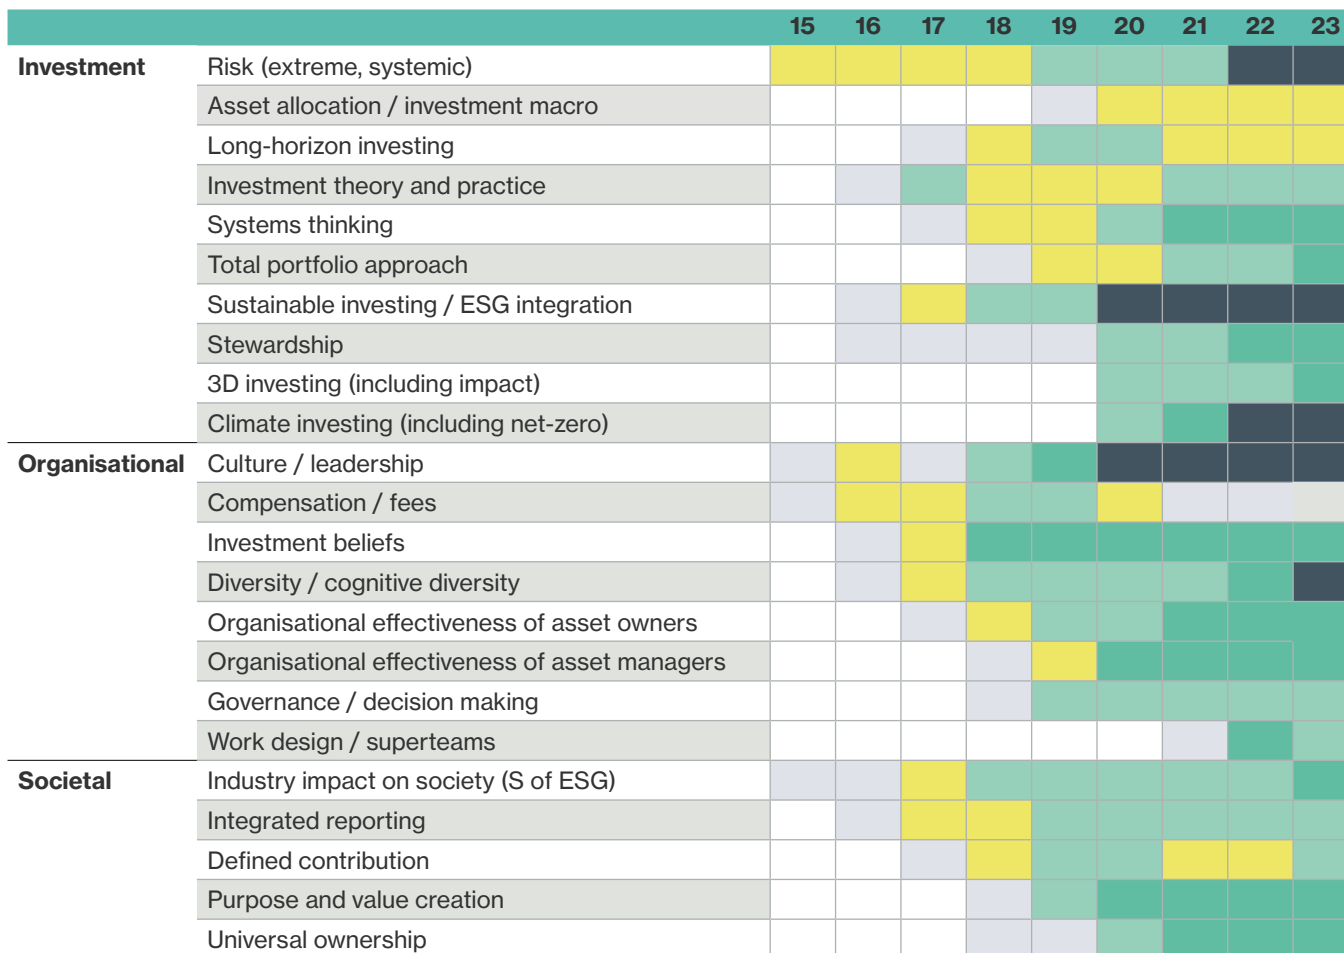 15 16 17 18 19 20 21 22 23
Investment Risk (extreme, systemic)
Asset allocation / investment macro
Long-horizon investing
Investment theory and practice
Systems thinking
Total portfolio approach
Sustainable investing / ESG integration
Stewardship
3D investing (including impact)
Climate investing (including net-zero)
Organisational Culture / leadership
Compensation / fees
Investment beliefs
Diversity / cognitive diversity
Organisational effectiveness of asset owners
Organisational effectiveness of asset managers
Governance / decision making
Work design / superteams
Societal Industry impact on society (S of ESG)
Integrated reporting
Defined contribution
Purpose and value creation
Universal ownership